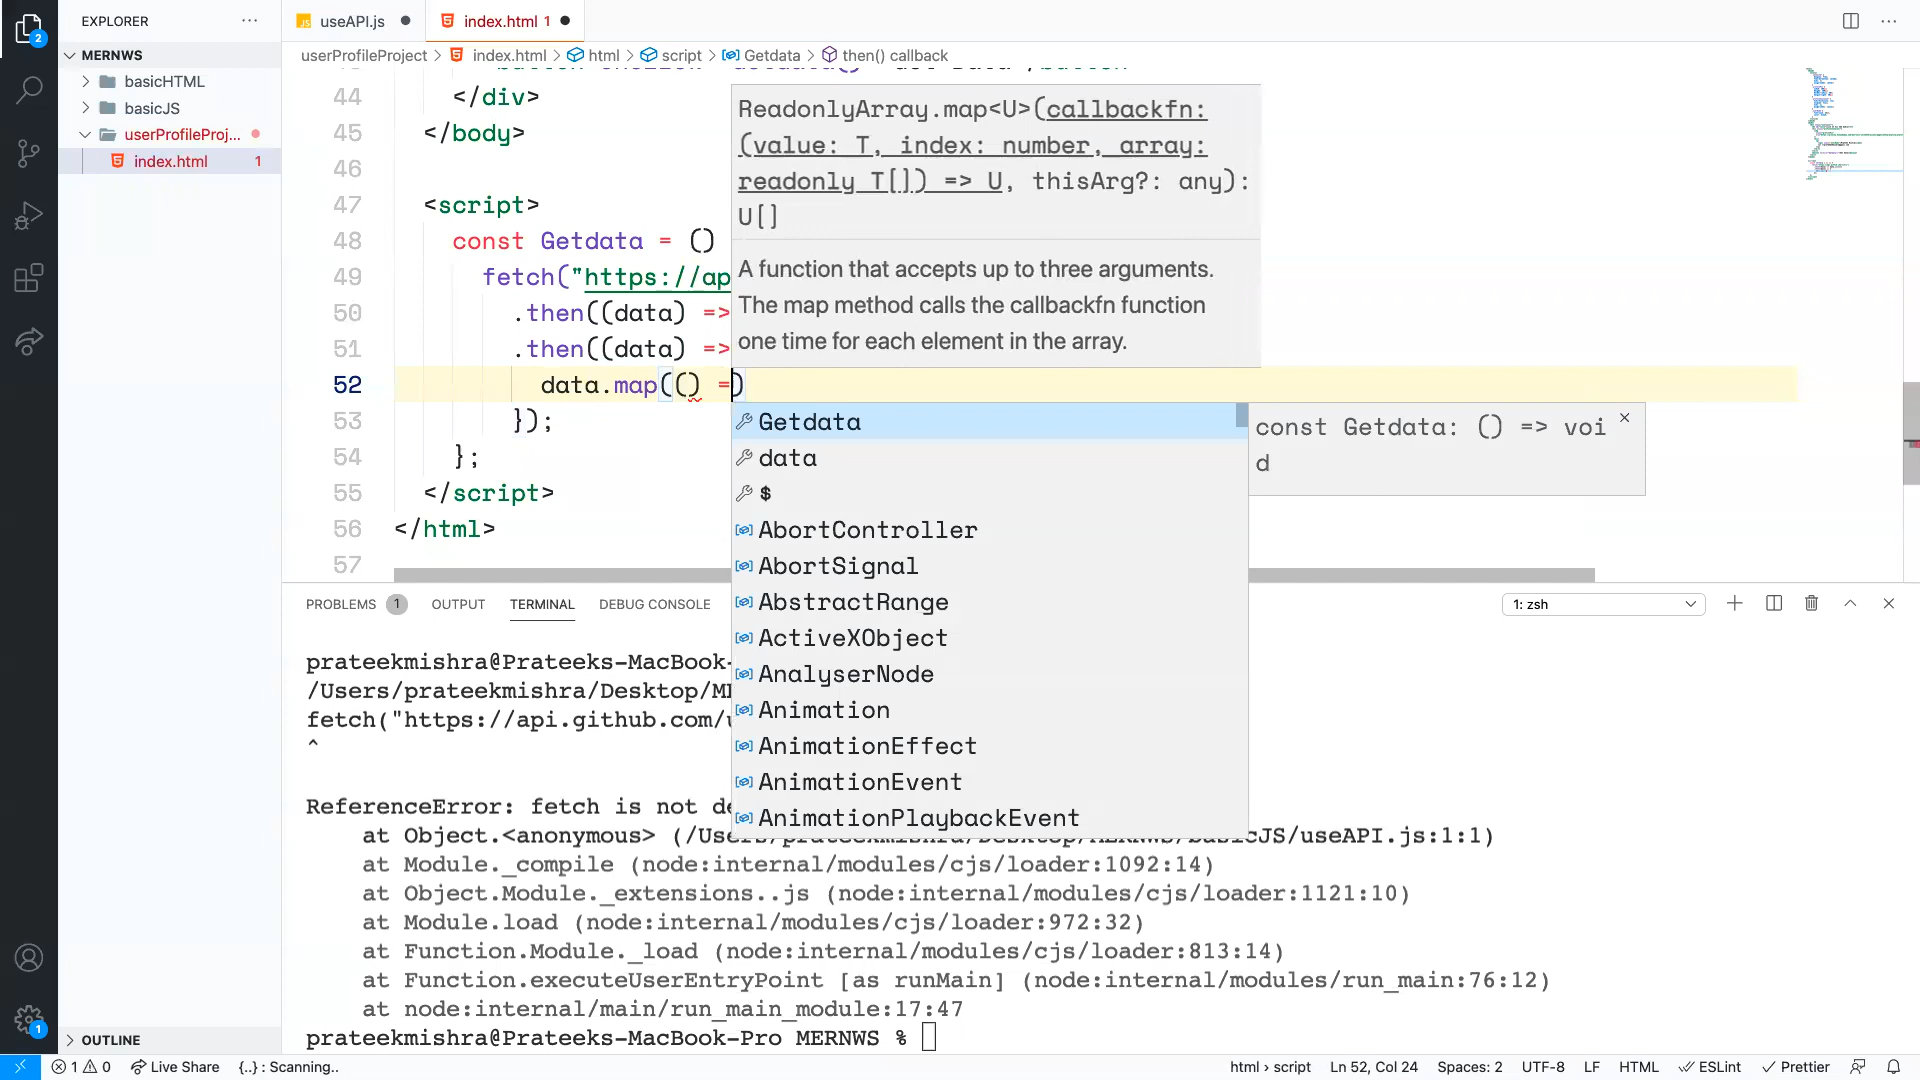 EXPLORER
2
MERNWS
basicHTML
basicJS
userProfileProj...
index.html 1
OUTLINE
useAPI.js
index.html 1
userProfileProject > index.html > html > script > Getdata > then() callback
44 </div>
45 </body>
46
47 <script>
48 const Getdata = ()
49 fetch("https://ap
50 .then((data) =>
51 .then((data) =>
52 data.map(() =)
53 });
54 };
55 </script>
56 </html>
57
ReadonlyArray.map<U>(callbackfn:
(value: T, index: number, array:
readonly T[]) => U, thisArg?: any):
U[]
A function that accepts up to three arguments.
The map method calls the callbackfn function
one time for each element in the array.
Getdata
data
$
AbortController
AbortSignal
AbstractRange
ActiveXObject
AnalyserNode
Animation
AnimationEffect
AnimationEvent
AnimationPlaybackEvent
const Getdata: () => voi
d
PROBLEMS 1 OUTPUT TERMINAL DEBUG CONSOLE 1: zsh
prateekmishra@Prateeks-MacBook-
/Users/prateekmishra/Desktop/M
fetch("https://api.github.com/
^
ReferenceError: fetch is not de
at Object.<anonymous> (/Users/prateekmishra/Desktop/MERNWS/basicJS/useAPI.js:1:1)
at Module._compile (node:internal/modules/cjs/loader:1092:14)
at Object.Module._extensions..js (node:internal/modules/cjs/loader:1121:10)
at Module.load (node:internal/modules/cjs/loader:972:32)
at Function.Module._load (node:internal/modules/cjs/loader:813:14)
at Function.executeUserEntryPoint [as runMain] (node:internal/modules/run_main:76:12)
at node:internal/main/run_main_module:17:47
prateekmishra@Prateeks-MacBook-Pro MERNWS %
1
1 0 Live Share {..} : Scanning.. html > script Ln 52, Col 24 Spaces: 2 UTF-8 LF HTML ESLint Prettier